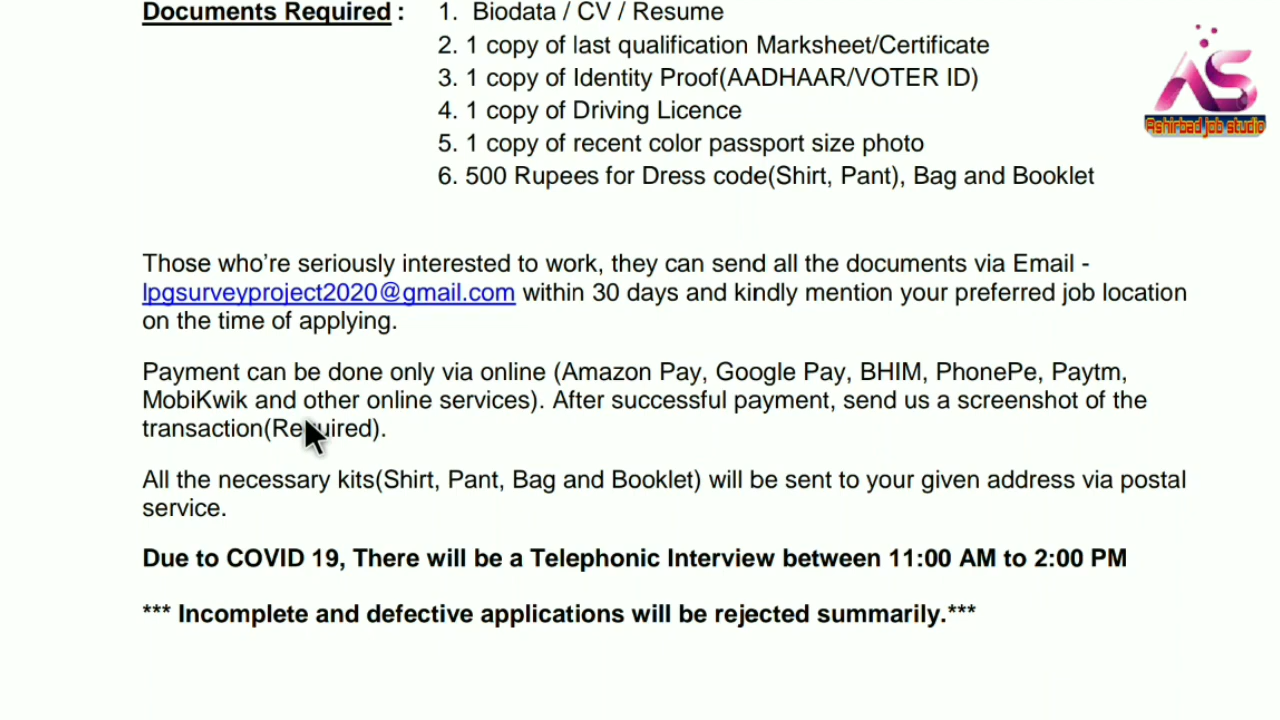 Documents Required : 1. Biodata / CV / Resume
2. 1 copy of last qualification Marksheet/Certificate
3. 1 copy of Identity Proof(AADHAAR/VOTER ID)
4. 1 copy of Driving Licence
5. 1 copy of recent color passport size photo
6. 500 Rupees for Dress code(Shirt, Pant), Bag and Booklet
AS
Ashirbad job studio
Those who’re seriously interested to work, they can send all the documents via Email -
lpgsurveyproject2020@gmail.com within 30 days and kindly mention your preferred job location
on the time of applying.
Payment can be done only via online (Amazon Pay, Google Pay, BHIM, PhonePe, Paytm,
MobiKwik and other online services). After successful payment, send us a screenshot of the
transaction(Required).
All the necessary kits(Shirt, Pant, Bag and Booklet) will be sent to your given address via postal
service.
Due to COVID 19, There will be a Telephonic Interview between 11:00 AM to 2:00 PM
*** Incomplete and defective applications will be rejected summarily.***